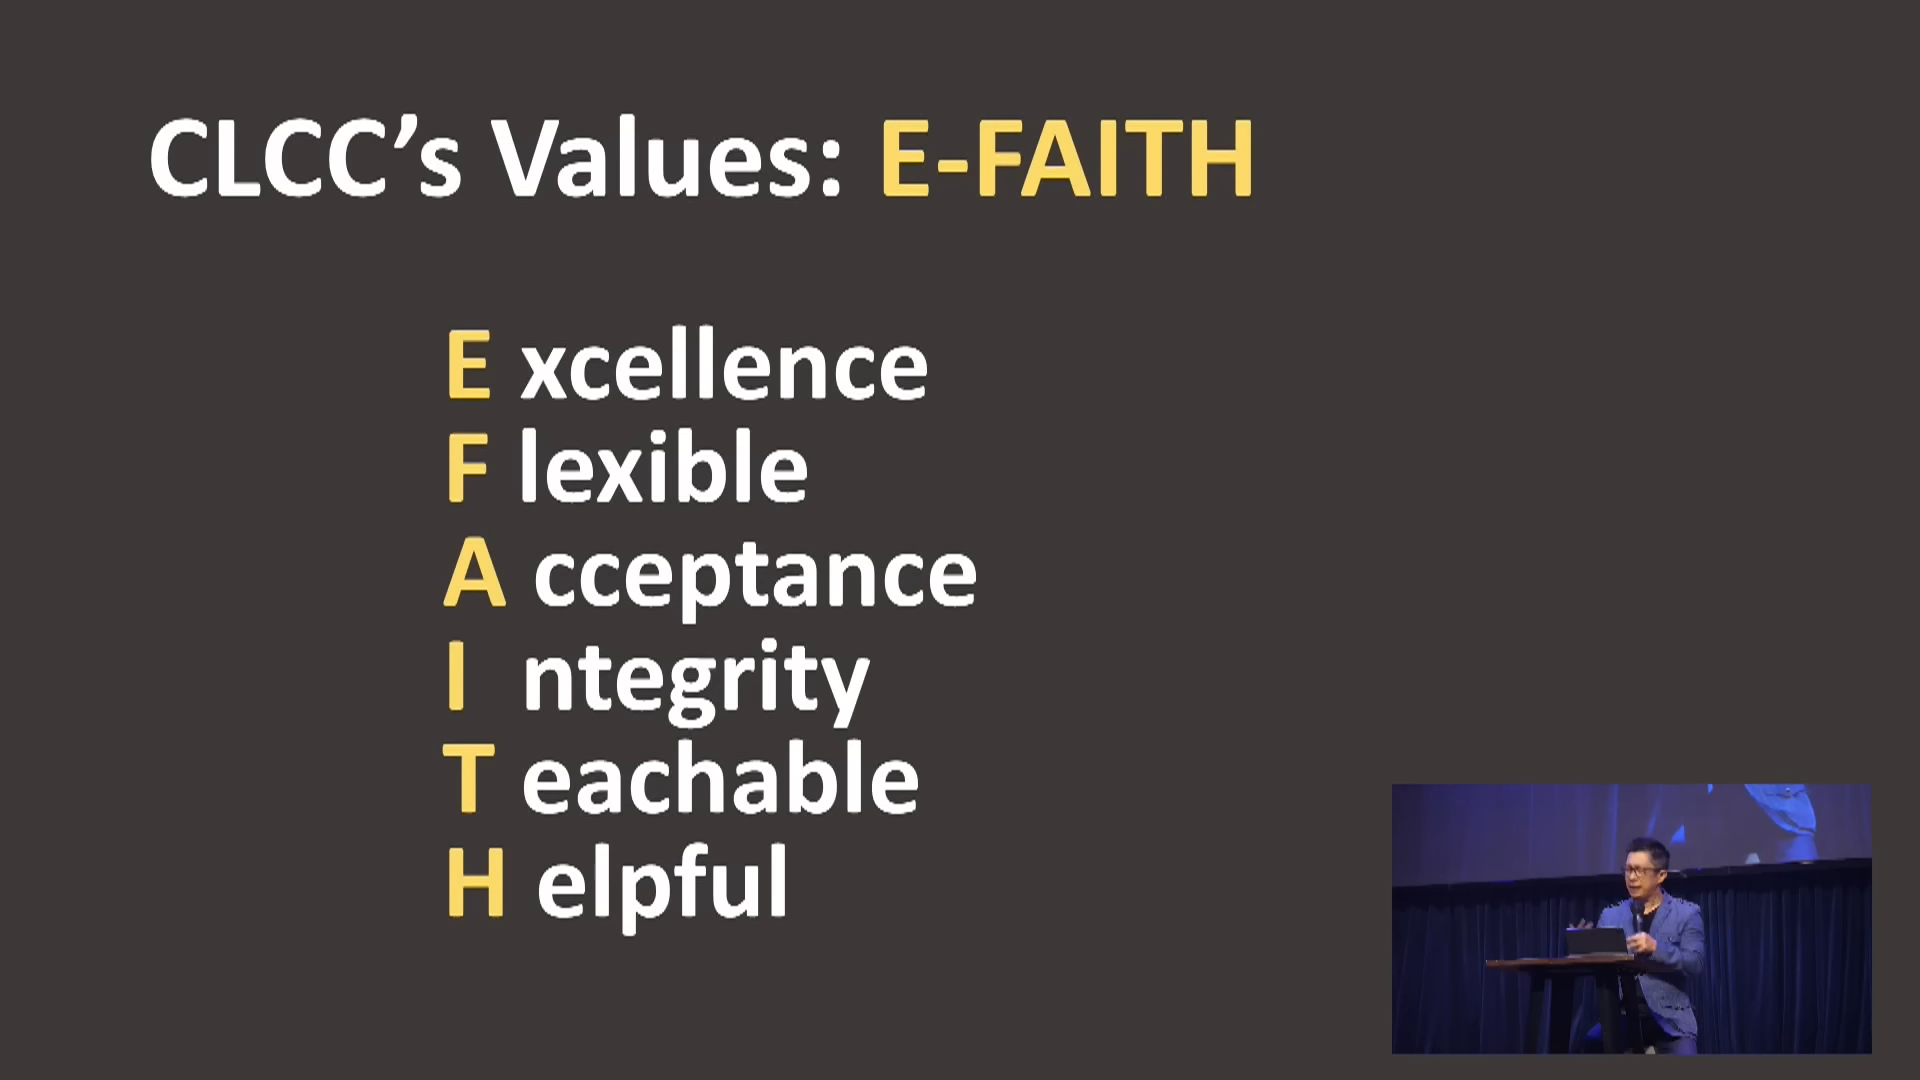 CLCC’s Values: E-FAITH
E xcellence
F lexible
A cceptance
I ntegrity
T eachable
H elpful